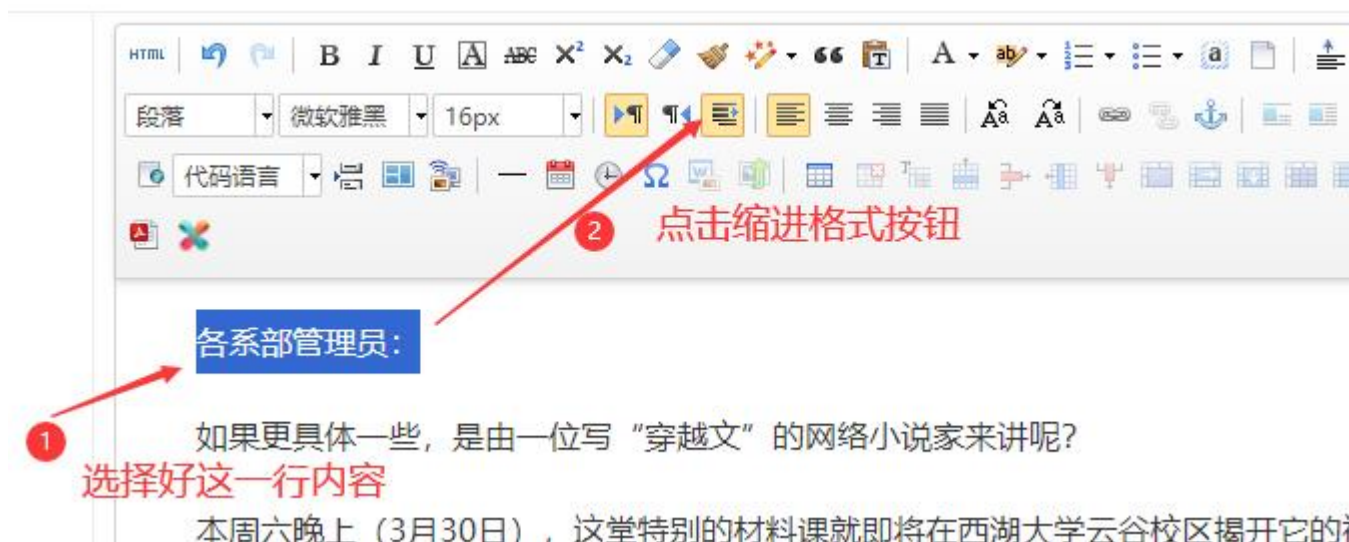 HTML B I U A ABC X² X₂ A ab a
段落 微软雅黑 16px
代码语言 Ω
2 点击缩进格式按钮
各系部管理员：
1
如果更具体一些，是由一位写“穿越文”的网络小说家来讲呢？
选择好这一行内容
本周六晚上（3月30日），这堂特别的材料课就即将在西湖大学云谷校区揭开它的